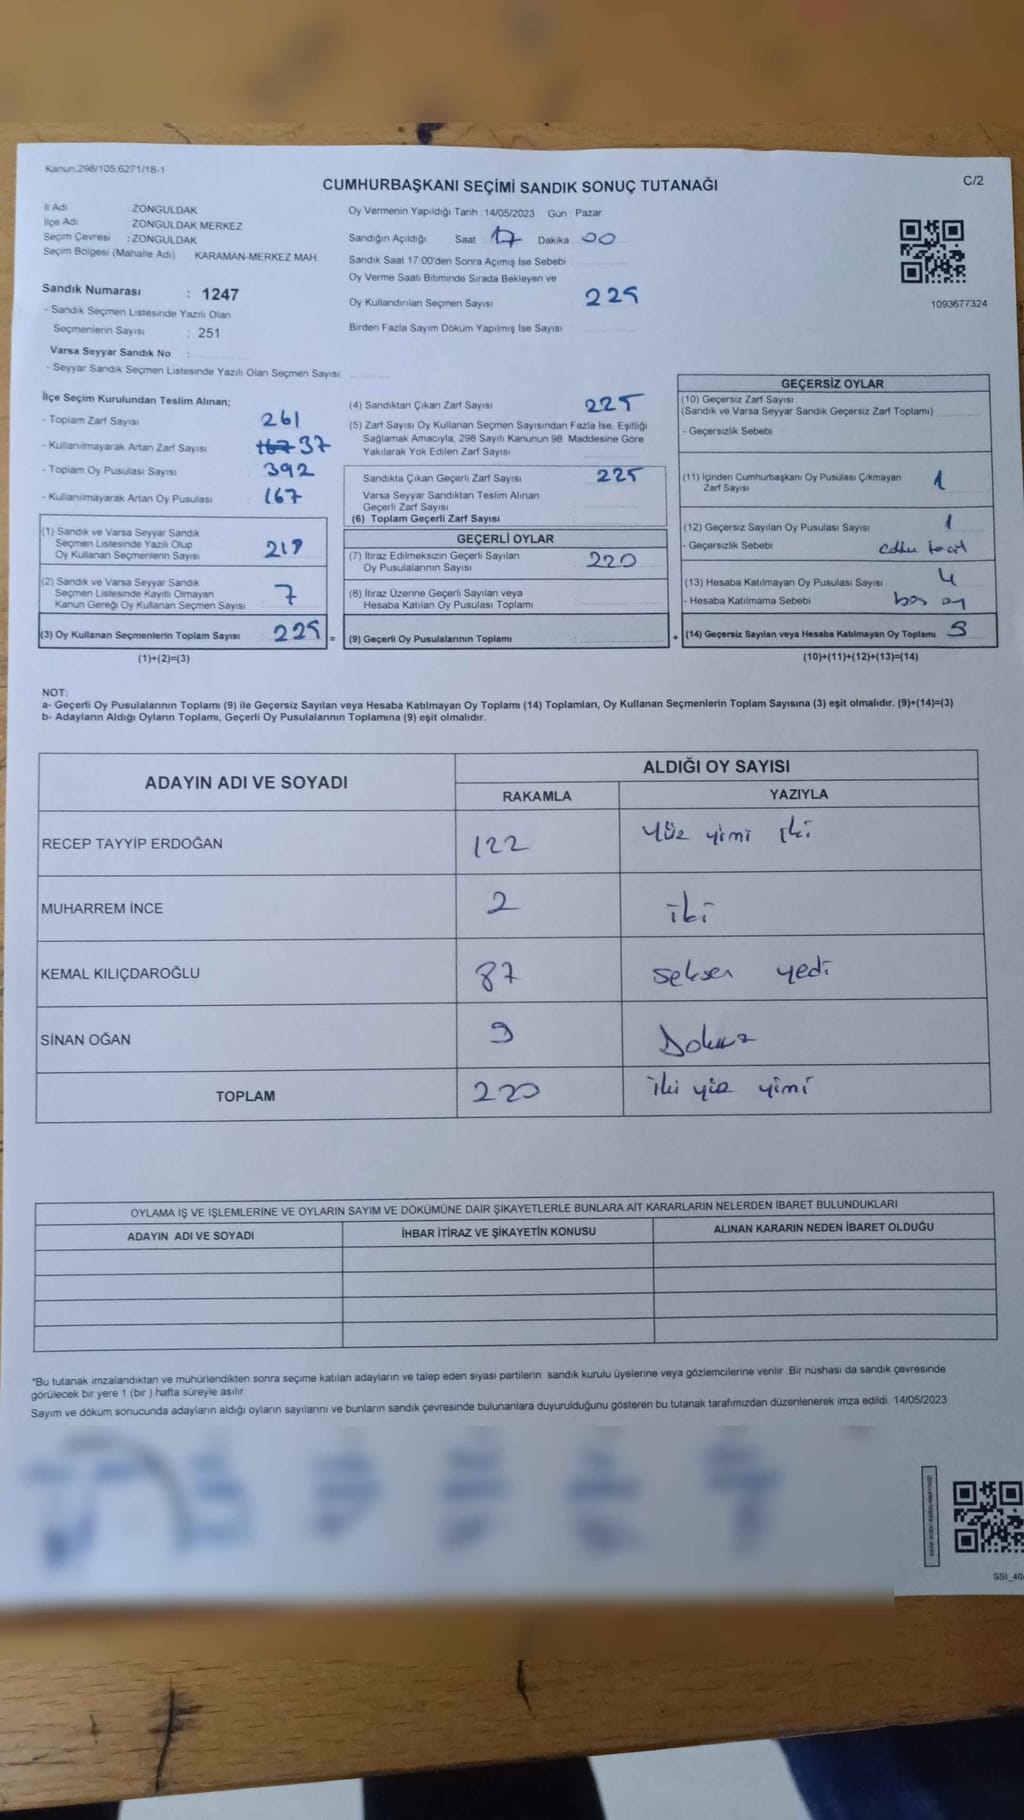 Kanun.298/105,6271/18-1
CUMHURBAŞKANI SEÇİMİ SANDIK SONUÇ TUTANAĞI
C/2
İl Adı ZONGULDAK
İlçe Adı ZONGULDAK MERKEZ
Seçim Çevresi : ZONGULDAK
Seçim Bölgesi (Mahalle Adı) KARAMAN-MERKEZ MAH.
Sandık Numarası : 1247
- Sandık Seçmen Listesinde Yazılı Olan
Seçmenlerin Sayısı : 251
Varsa Seyyar Sandık No :
- Seyyar Sandık Seçmen Listesinde Yazılı Olan Seçmen Sayısı
Oy Vermenin Yapıldığı Tarih : 14/05/2023 Gün : Pazar
Sandığın Açıldığı Saat 17 Dakika 00
Sandık Saat 17:00'den Sonra Açımış İse Sebebi
Oy Verme Saati Bitiminde Sırada Bekleyen ve
Oy Kullandırılan Seçmen Sayısı 225
Birden Fazla Sayım Döküm Yapılmış İse Sayısı
1093677324
İlçe Seçim Kurulundan Teslim Alınan;
- Toplam Zarf Sayısı 261
- Kullanılmayarak Artan Zarf Sayısı 167 37
- Toplam Oy Pusulası Sayısı 392
- Kullanılmayarak Artan Oy Pusulası 167
(1) Sandık ve Varsa Seyyar Sandık
Seçmen Listesinde Yazılı Olup
Oy Kullanan Seçmenlerin Sayısı
(2) Sandık ve Varsa Seyyar Sandık
Seçmen Listesinde Kayıtlı Olmayan
Kanun Gereği Oy Kullanan Seçmen Sayısı 7
(3) Oy Kullanan Seçmenlerin Toplam Sayısı 225 =
(1)+(2)=(3)
(4) Sandıktan Çıkan Zarf Sayısı 225
(5) Zarf Sayısı Oy Kullanan Seçmen Sayısından Fazla İse, Eşitliği
Sağlamak Amacıyla, 298 Sayılı Kanunun 98. Maddesine Göre
Yakılarak Yok Edilen Zarf Sayısı
Sandıkta Çıkan Geçerli Zarf Sayısı 225
Varsa Seyyar Sandıktan Teslim Alınan
Geçerli Zarf Sayısı
(6) Toplam Geçerli Zarf Sayısı
GEÇERLİ OYLAR
(7) İtiraz Edilmeksizin Geçerli Sayılan
Oy Pusulalarının Sayısı 220
(8) İtiraz Üzerine Geçerli Sayılan veya
Hesaba Katılan Oy Pusulası Toplamı
(9) Geçerli Oy Pusulalarının Toplamı : +
GEÇERSİZ OYLAR
(10) Geçersiz Zarf Sayısı
(Sandık ve Varsa Seyyar Sandık Geçersiz Zarf Toplamı)
- Geçersizlik Sebebi
(11) İçinden Cumhurbaşkanı Oy Pusulası Çıkmayan 1
Zarf Sayısı
(12) Geçersiz Sayılan Oy Pusulası Sayısı 1
- Geçersizlik Sebebi
(13) Hesaba Katılmayan Oy Pusulası Sayısı 4
- Hesaba Katılmama Sebebi boş oy
(14) Geçersiz Sayılan veya Hesaba Katılmayan Oy Toplamı
(10)+(11)+(12)+(13)=(14)
NOT:
a- Geçerli Oy Pusulalarının Toplamı (9) ile Geçersiz Sayılan veya Hesaba Katılmayan Oy Toplamı (14) Toplamları, Oy Kullanan Seçmenlerin Toplam Sayısına (3) eşit olmalıdır. (9)+(14)=(3)
b- Adayların Aldığı Oyların Toplamı, Geçerli Oy Pusulalarının Toplamına (9) eşit olmalıdır.
ADAYIN ADI VE SOYADI
ALDIĞI OY SAYISI
RAKAMLA YAZIYLA
RECEP TAYYİP ERDOĞAN 122 yüz yimi iki
MUHARREM İNCE 2 iki
KEMAL KILIÇDAROĞLU 87 seksen yedi
SİNAN OĞAN 9 Dokuz
TOPLAM 220 iki yüz yimi
OYLAMA İŞ VE İŞLEMLERİNE VE OYLARIN SAYIM VE DÖKÜMÜNE DAİR ŞİKAYETLERLE BUNLARA AİT KARARLARIN NELERDEN İBARET BULUNDUKLARI
ADAYIN ADI VE SOYADI İHBAR İTİRAZ VE ŞİKAYETİN KONUSU ALINAN KARARIN NEDEN İBARET OLDUĞU
*Bu tutanak imzalandıktan ve mühürlendikten sonra seçime katılan adayların ve talep eden siyasi partilerin sandık kurulu üyelerine veya gözlemcilerine verilir. Bir nüshası da sandık çevresinde
görülecek bir yere 1 (bir ) hafta süreyle asılır.
Sayım ve döküm sonucunda adayların aldığı oyların sayılarını ve bunların sandık çevresinde bulunanlara duyurulduğunu gösteren bu tutanak tarafımızdan düzenlenerek imza edildi. 14/05/2023